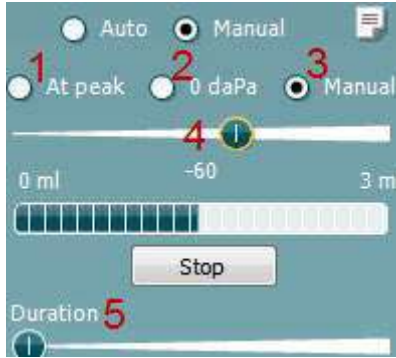 Auto Manual
1 2 3
At peak 0 daPa Manual
4
-60
0 ml 3 m
Stop
Duration 5